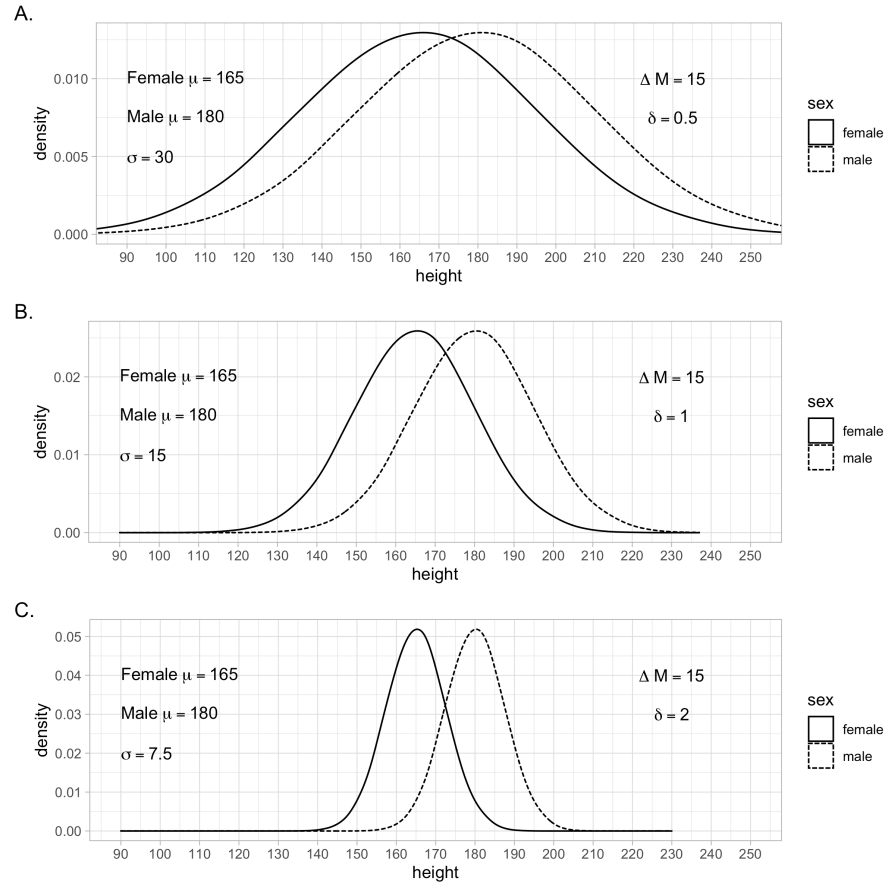 A.
0.010
0.005
0.000
density
Female μ = 165
Male μ = 180
σ = 30
Δ M = 15
δ = 0.5
90 100 110 120 130 140 150 160 170 180 190 200 210 220 230 240 250
height
sex
female
male
B.
0.02
0.01
0.00
density
Female μ = 165
Male μ = 180
σ = 15
Δ M = 15
δ = 1
90 100 110 120 130 140 150 160 170 180 190 200 210 220 230 240 250
height
sex
female
male
C.
0.05
0.04
0.03
0.02
0.01
0.00
density
Female μ = 165
Male μ = 180
σ = 7.5
Δ M = 15
δ = 2
90 100 110 120 130 140 150 160 170 180 190 200 210 220 230 240 250
height
sex
female
male